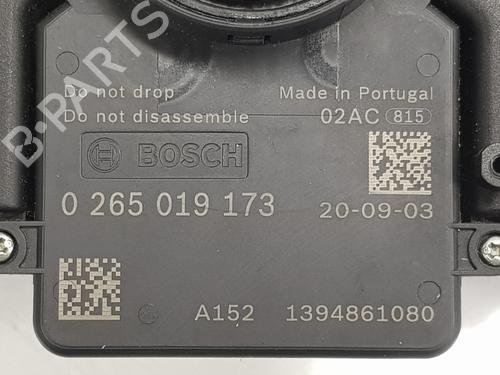 B-PARTS
Do not drop
Made in Portugal
Do not disassemble
02AC 815
BOSCH
0 265 019 173
20-09-03
A152
1394861080